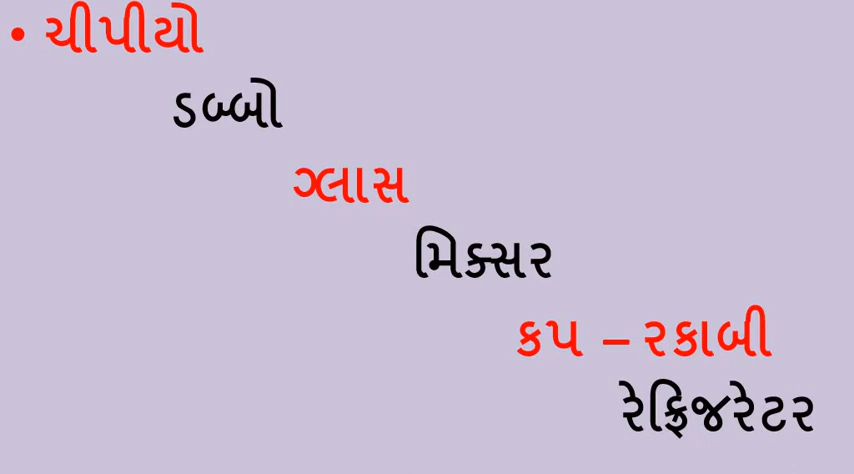 • ચીપીયો
ડબ્બો
ગ્લાસ
મિક્સર
કપ – રકાબી
રેફ્રિજરેટર